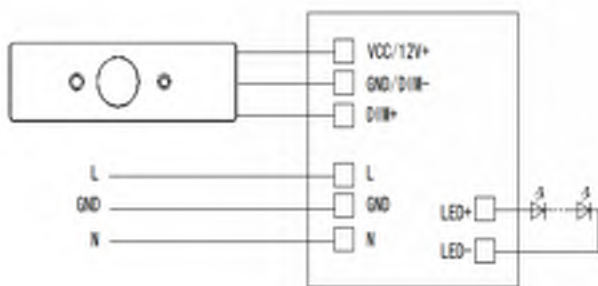 VCC/12V+
GND/DIM-
DIM+
L L
GND GND
N N
LED+
LED-